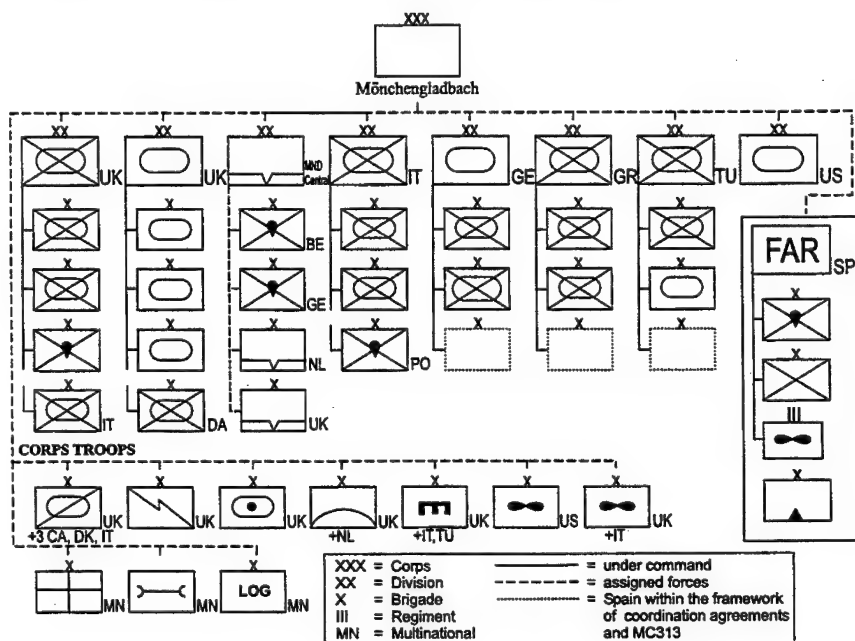 XXX
Mönchengladbach
XX XX XX XX XX XX XX XX
UK UK MND Central IT GE GR TU US
X X X X X X X
BE
FAR
SP
X X X X X X X
GE
X
X X X X X X X
NL PO
X
X X X
IT DA UK
III
CORPS TROOPS
X X X X X X X
UK UK UK UK UK US UK
X
+3 CA, DK, IT +NL +IT,TU +IT
X X
LOG
MN MN MN
XXX = Corps
XX = Division
X = Brigade
III = Regiment
MN = Multinational
= under command
= assigned forces
= Spain within the framework
of coordination agreements
and MC313